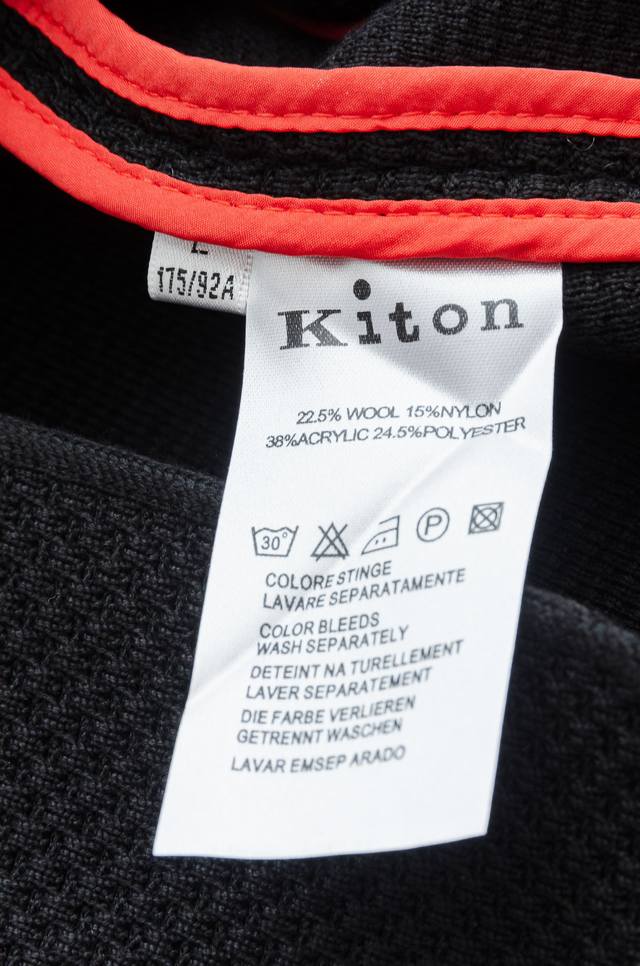 L
175/92A
Kiton
22.5% WOOL 15%NYLON
38%ACRYLIC 24.5%POLYESTER
30°
P
COLORE STINGE
LAVARE SEPARATAMENTE
COLOR BLEEDS
WASH SEPARATELY
DETEINT NA TURELLEMENT
LAVER SEPARTEMENT
DIE FARBE VERLIEREN
GETRENNT WASCHEN
LAVAR EMSEP ARADO